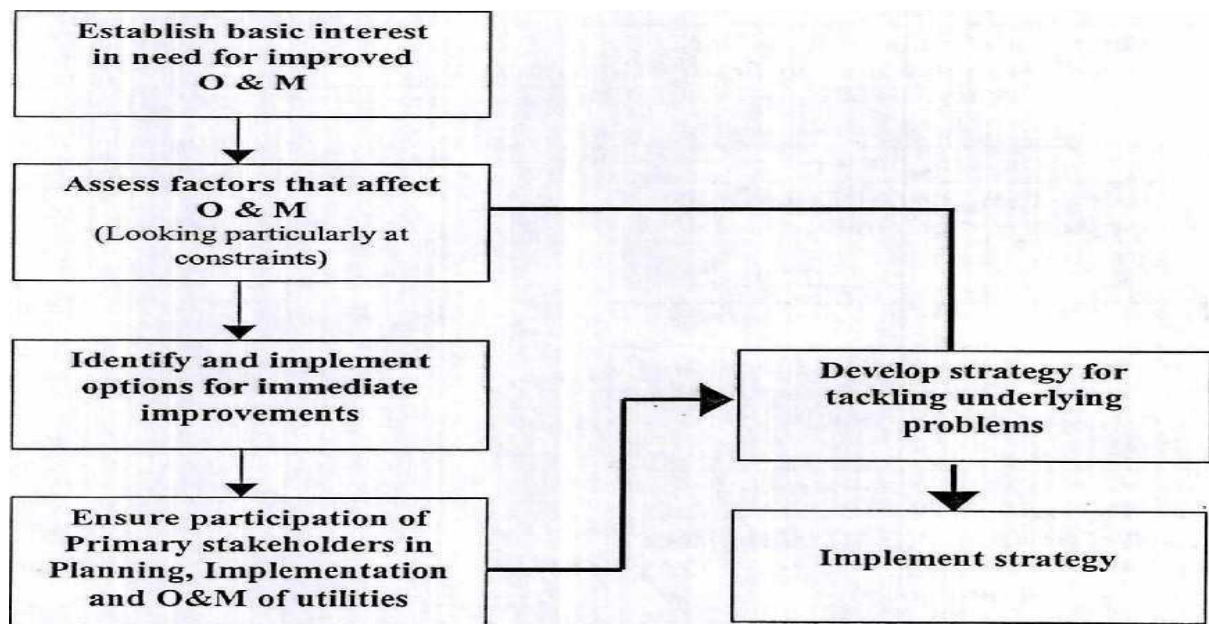 Establish basic interest
in need for improved
O & M
Assess factors that affect
O & M
(Looking particularly at
constraints)
Identify and implement
options for immediate
improvements
Ensure participation of
Primary stakeholders in
Planning, Implementation
and O&M of utilities
Develop strategy for
tackling underlying
problems
Implement strategy